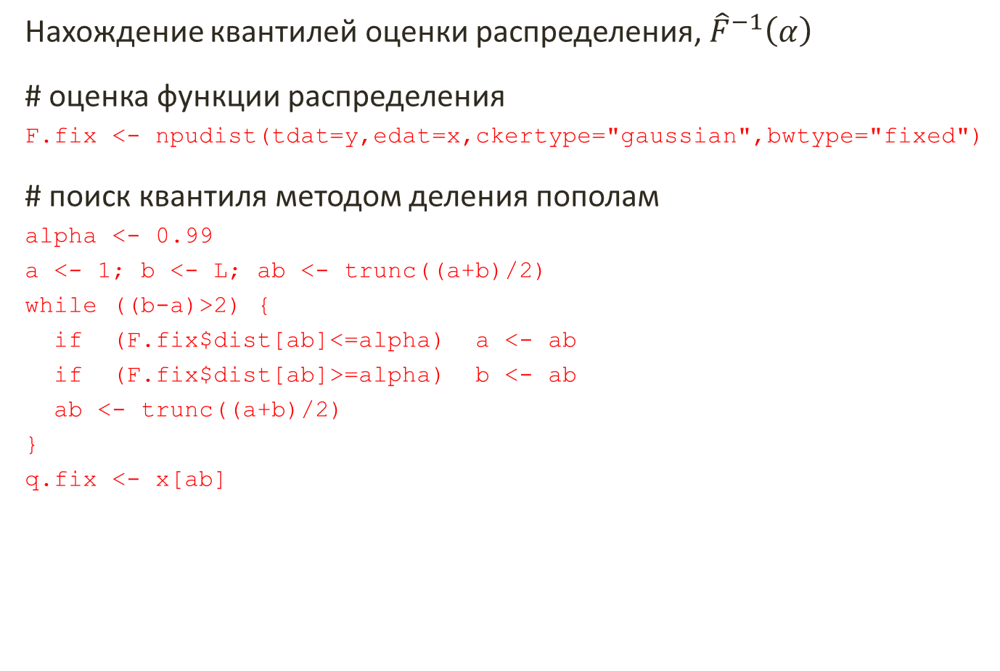 Нахождение квантилей оценки распределения, F̂⁻¹(α)
# оценка функции распределения
F.fix <- npudist(tdat=y,edat=x,ckertype="gaussian",bwtype="fixed")
# поиск квантиля методом деления пополам
alpha <- 0.99
a <- 1; b <- L; ab <- trunc((a+b)/2)
while ((b-a)>2) {
  if  (F.fix$dist[ab]<=alpha)  a <- ab
  if  (F.fix$dist[ab]>=alpha)  b <- ab
  ab <- trunc((a+b)/2)
}
q.fix <- x[ab]